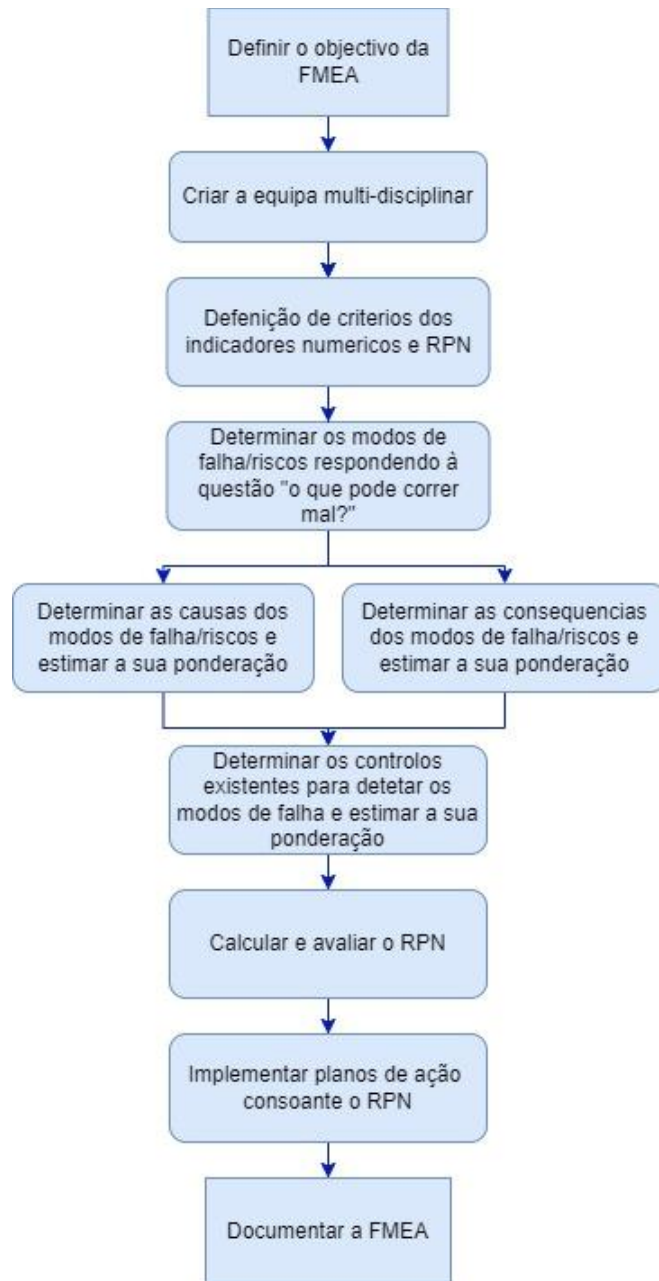 Definir o objectivo da
FMEA
Criar a equipa multi-disciplinar
Defenição de criterios dos
indicadores numericos e RPN
Determinar os modos de
falha/riscos respondendo à
questão "o que pode correr
mal?"
Determinar as causas dos
modos de falha/riscos e
estimar a sua ponderação
Determinar as consequencias
dos modos de falha/riscos e
estimar a sua ponderação
Determinar os controlos
existentes para detetar os
modos de falha e estimar a sua
ponderação
Calcular e avaliar o RPN
Implementar planos de ação
consoante o RPN
Documentar a FMEA